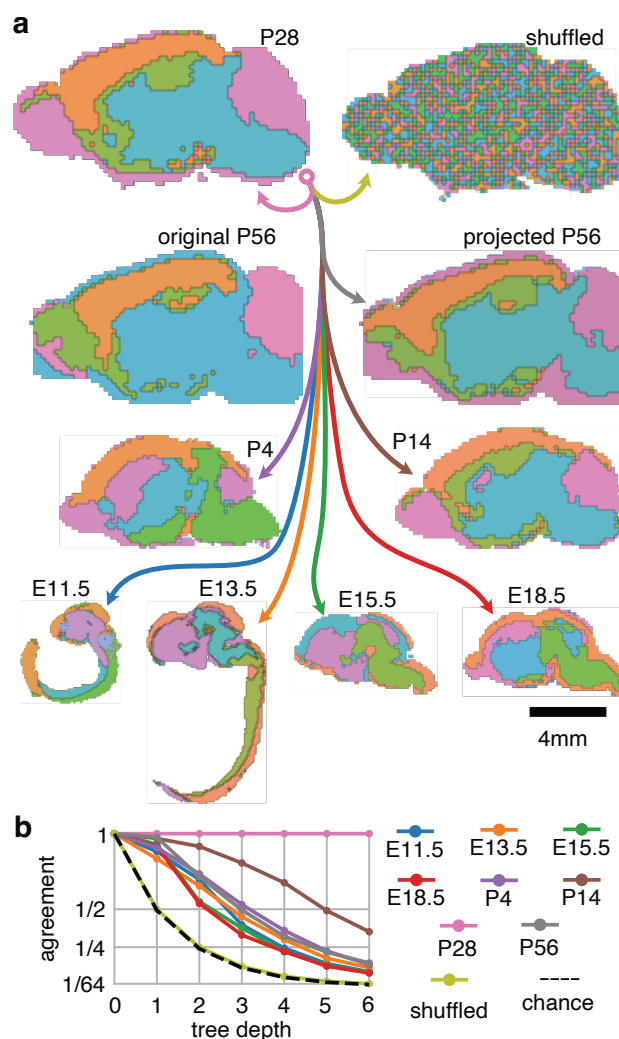 a
P28
shuffled
original P56
projected P56
P4
P14
E11.5
E13.5
E15.5
E18.5
4mm
b
1
1/2
1/4
1/64
agreement
0 1 2 3 4 5 6
tree depth
E11.5 E13.5 E15.5
E18.5 P4 P14
P28 P56
shuffled chance